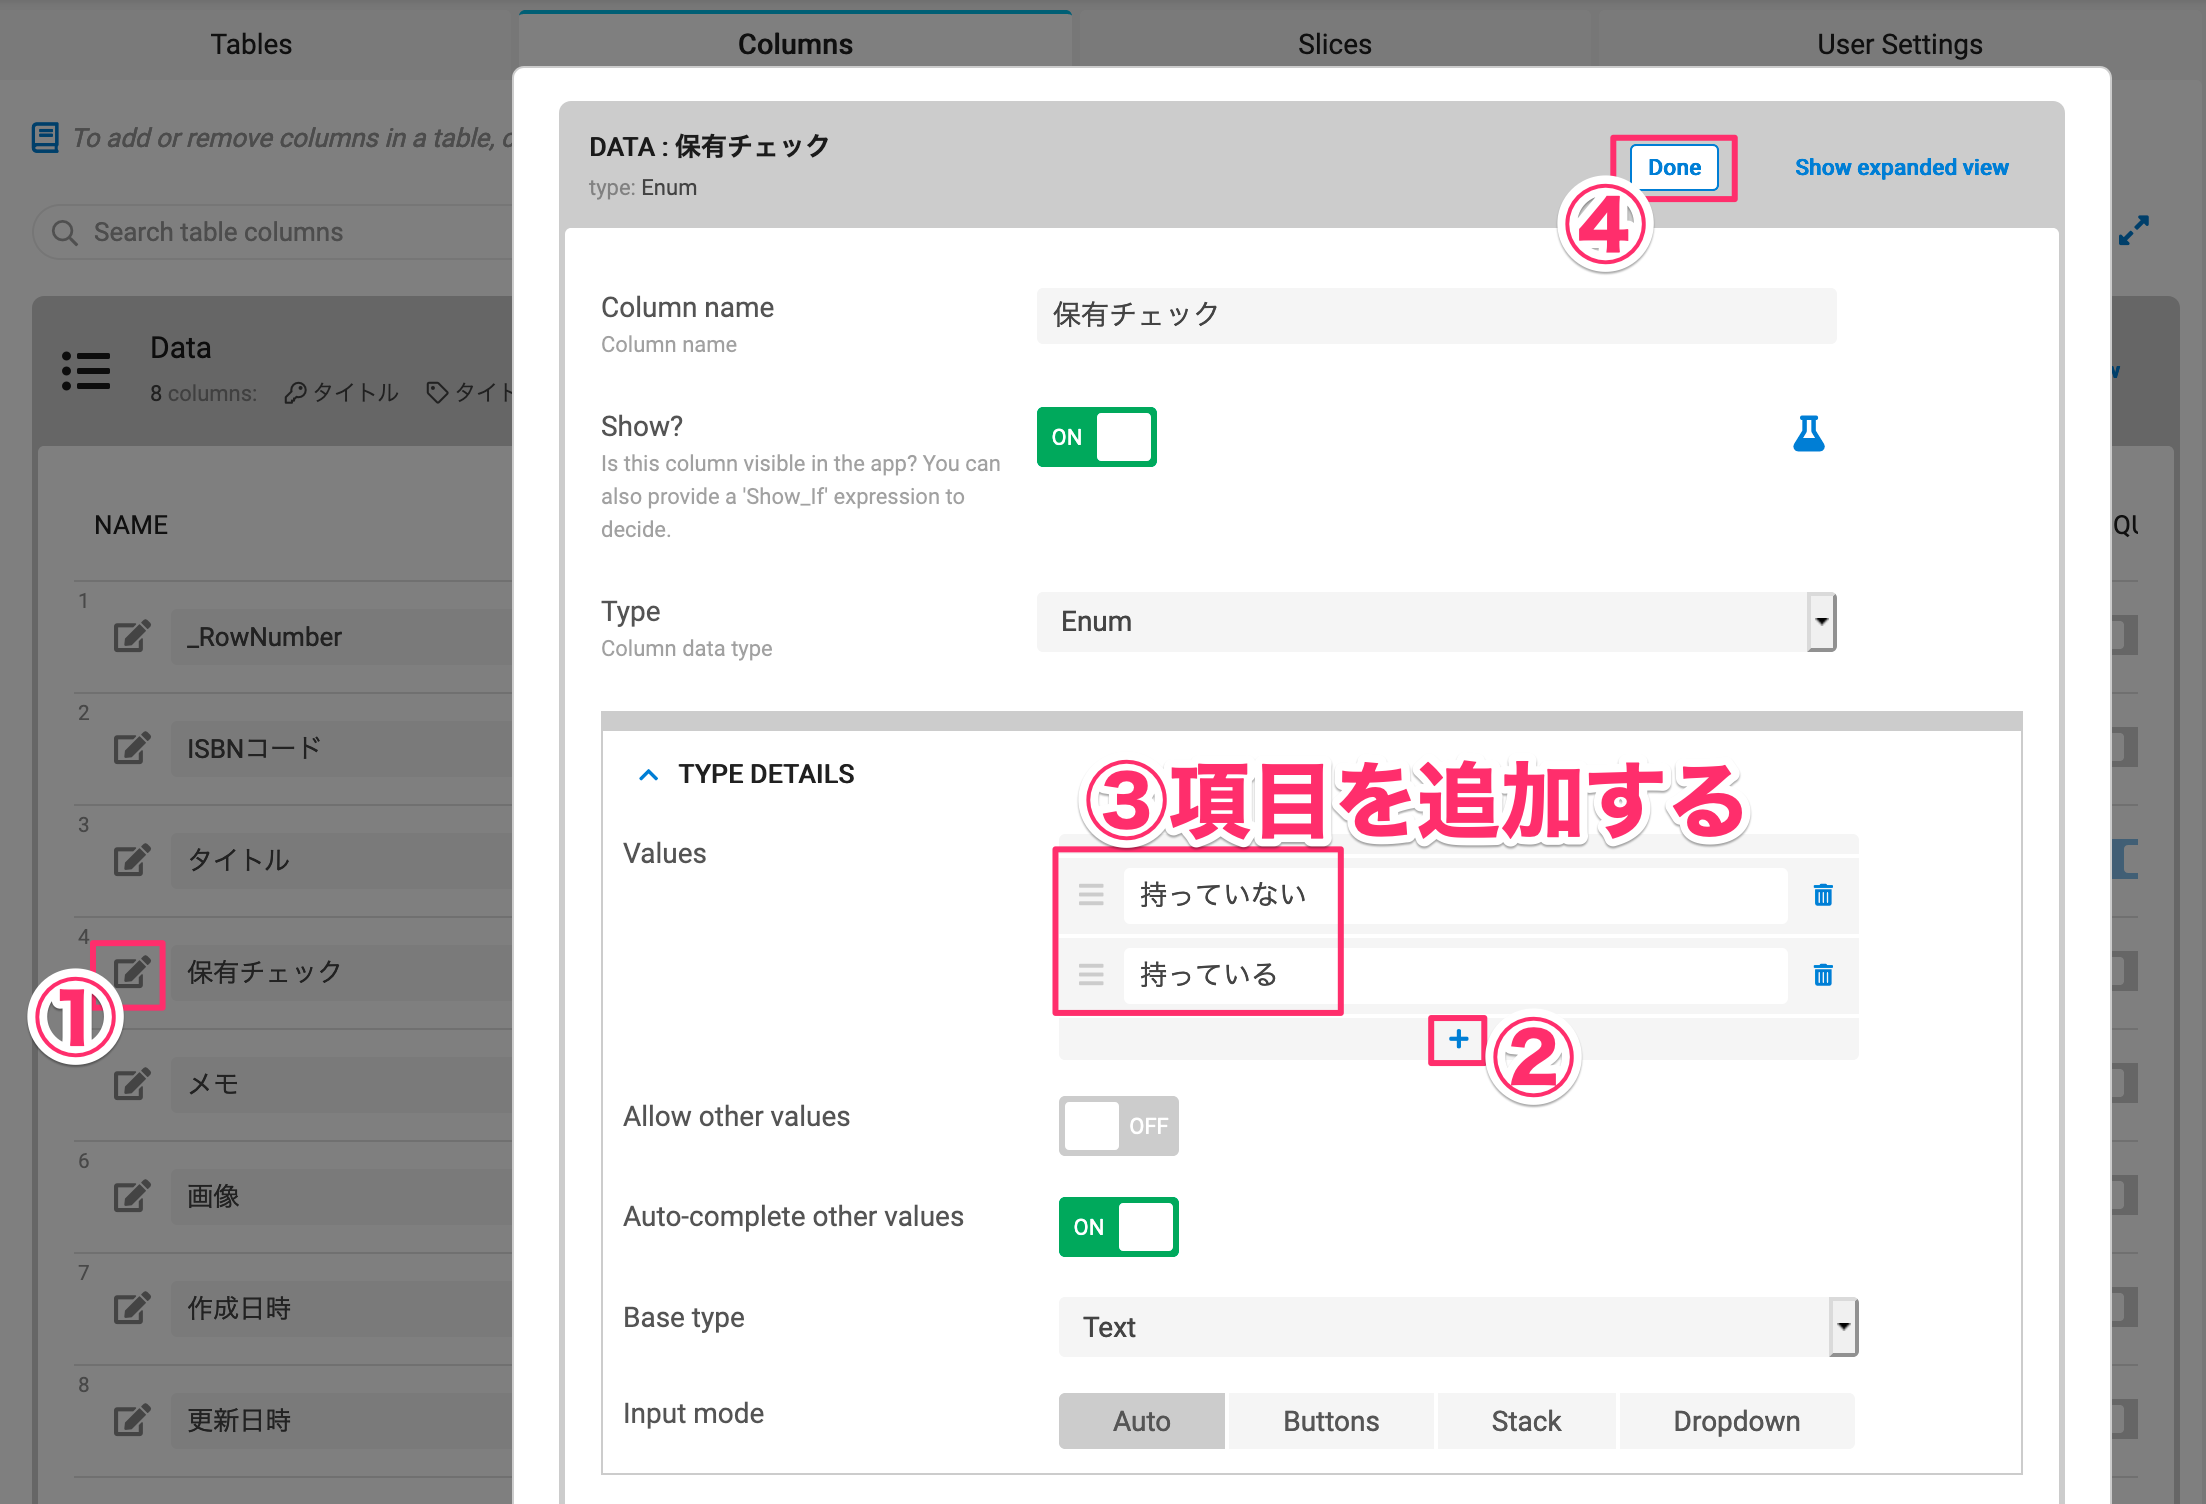 Tables
Columns
Slices
User Settings
To add or remove columns in a table,
Search table columns
Data
8 columns: タイトル タイト
NAME
1
_RowNumber
2
ISBNコード
3
タイトル
4
保有チェック
①
メモ
6
画像
7
作成日時
8
更新日時
DATA : 保有チェック
type: Enum
Done
Show expanded view
④
Column name
Column name
保有チェック
Show?
Is this column visible in the app? You can
also provide a 'Show_If' expression to
decide.
ON
Type
Column data type
Enum
TYPE DETAILS
③項目を追加する
Values
持っていない
持っている
+
②
Allow other values
OFF
Auto-complete other values
ON
Base type
Text
Input mode
Auto
Buttons
Stack
Dropdown